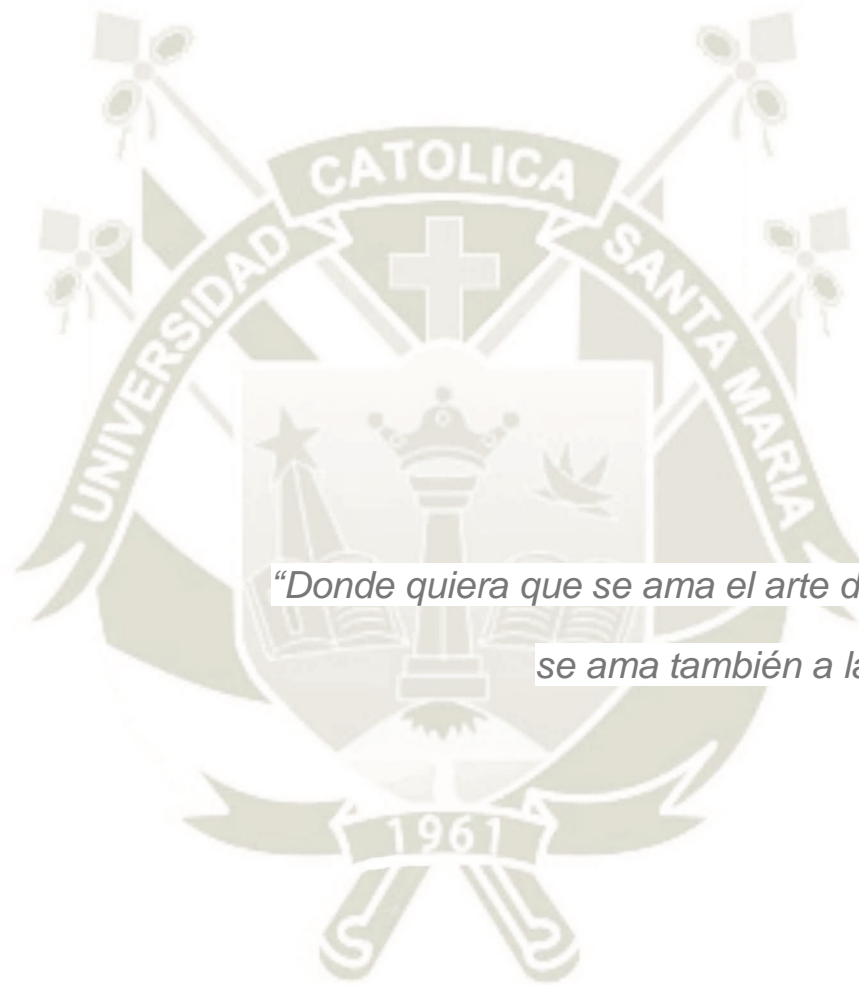 CATOLICA
UNIVERSIDAD
SANTA MARIA
“Donde quiera que se ama el arte d
se ama también a la
1961